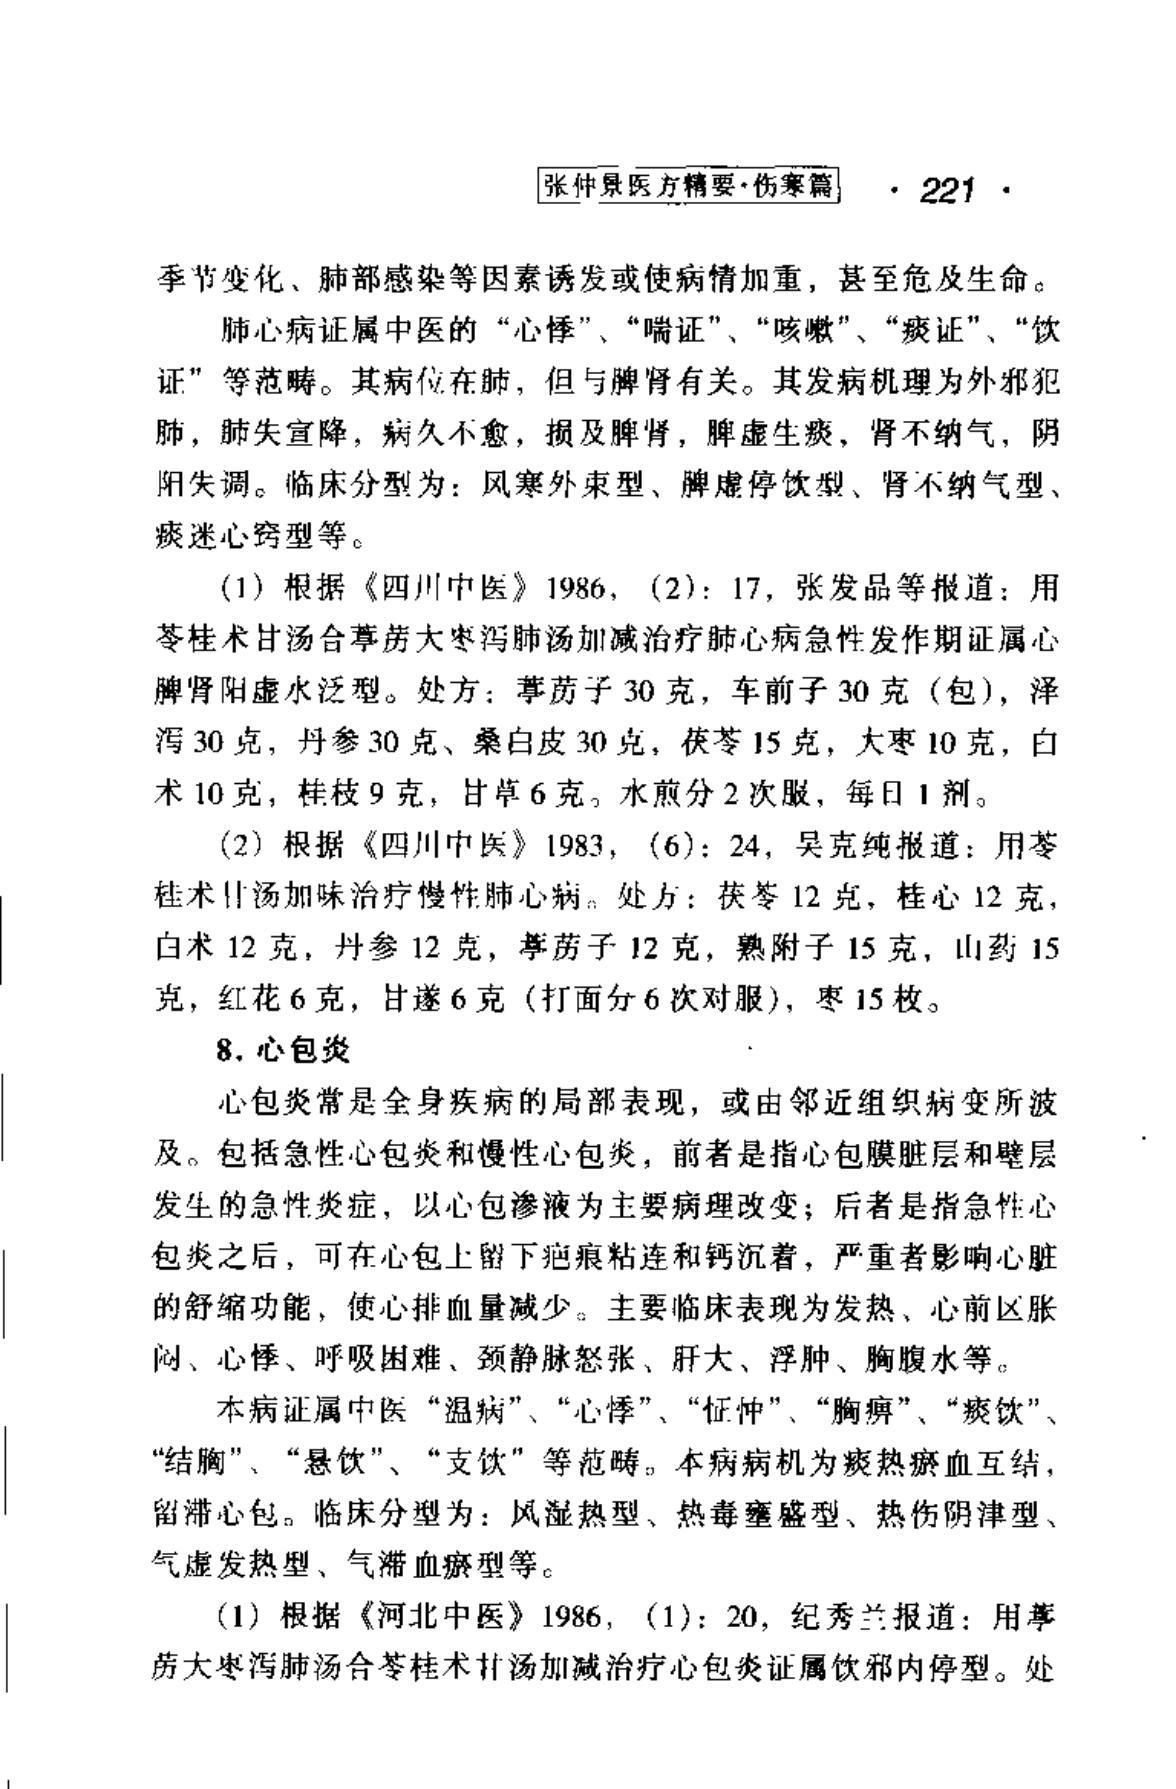 张仲景医方精要·伤寒篇 · 221 ·
季节变化、肺部感染等因素诱发或使病情加重，甚至危及生命。
肺心病证属中医的“心悸”、“喘证”、“咳嗽”、“痰证”、“饮
证”等范畴。其病位在肺，但与脾肾有关。其发病机理为外邪犯
肺，肺失宣降，病久不愈，损及脾肾，脾虚生痰，肾不纳气，阴
阳失调。临床分型为：风寒外束型、脾虚停饮型、肾不纳气型、
痰迷心窍型等。
(1) 根据《四川中医》1986，(2)：17，张发品等报道：用
苓桂术甘汤合葶苈大枣泻肺汤加减治疗肺心病急性发作期证属心
脾肾阳虚水泛型。处方：葶苈子 30 克，车前子 30 克（包），泽
泻 30 克，丹参 30 克、桑白皮 30 克，茯苓 15 克，大枣 10 克，白
术 10 克，桂枝 9 克，甘草 6 克。水煎分 2 次服，每日 1 剂。
(2) 根据《四川中医》1983，(6)：24，吴克纯报道：用苓
桂术甘汤加味治疗慢性肺心病。处方：茯苓 12 克，桂心 12 克，
白术 12 克，丹参 12 克，葶苈子 12 克，熟附子 15 克，山药 15
克，红花 6 克，甘遂 6 克（打面分 6 次对服），枣 15 枚。
8. 心包炎
心包炎常是全身疾病的局部表现，或由邻近组织病变所波
及。包括急性心包炎和慢性心包炎，前者是指心包膜脏层和壁层
发生的急性炎症，以心包渗液为主要病理改变；后者是指急性心
包炎之后，可在心包上留下疤痕粘连和钙沉着，严重者影响心脏
的舒缩功能，使心排血量减少。主要临床表现为发热、心前区胀
闷、心悸、呼吸困难、颈静脉怒张、肝大、浮肿、胸腹水等。
本病证属中医“温病”、“心悸”、“怔忡”、“胸痹”、“痰饮”、
“结胸”、“悬饮”、“支饮”等范畴。本病病机为痰热瘀血互结，
留滞心包。临床分型为：风湿热型、热毒壅盛型、热伤阴津型、
气虚发热型、气滞血瘀型等。
(1) 根据《河北中医》1986，(1)：20，纪秀兰报道：用葶
苈大枣泻肺汤合苓桂术甘汤加减治疗心包炎证属饮邪内停型。处